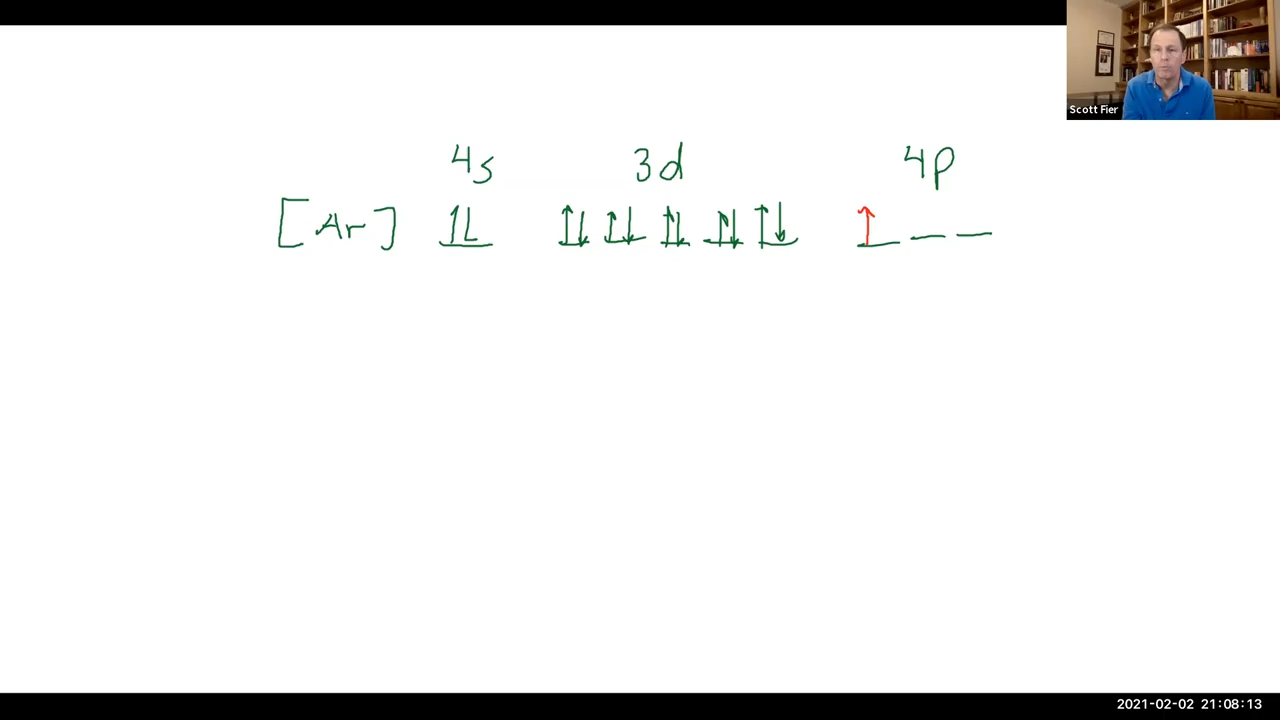 Scott Fier
4s 3d 4p
[Ar] ↑↓ ↑↓ ↑↓ ↑↓ ↑↓ ↑↓ ↑
2021-02-02 21:08:13